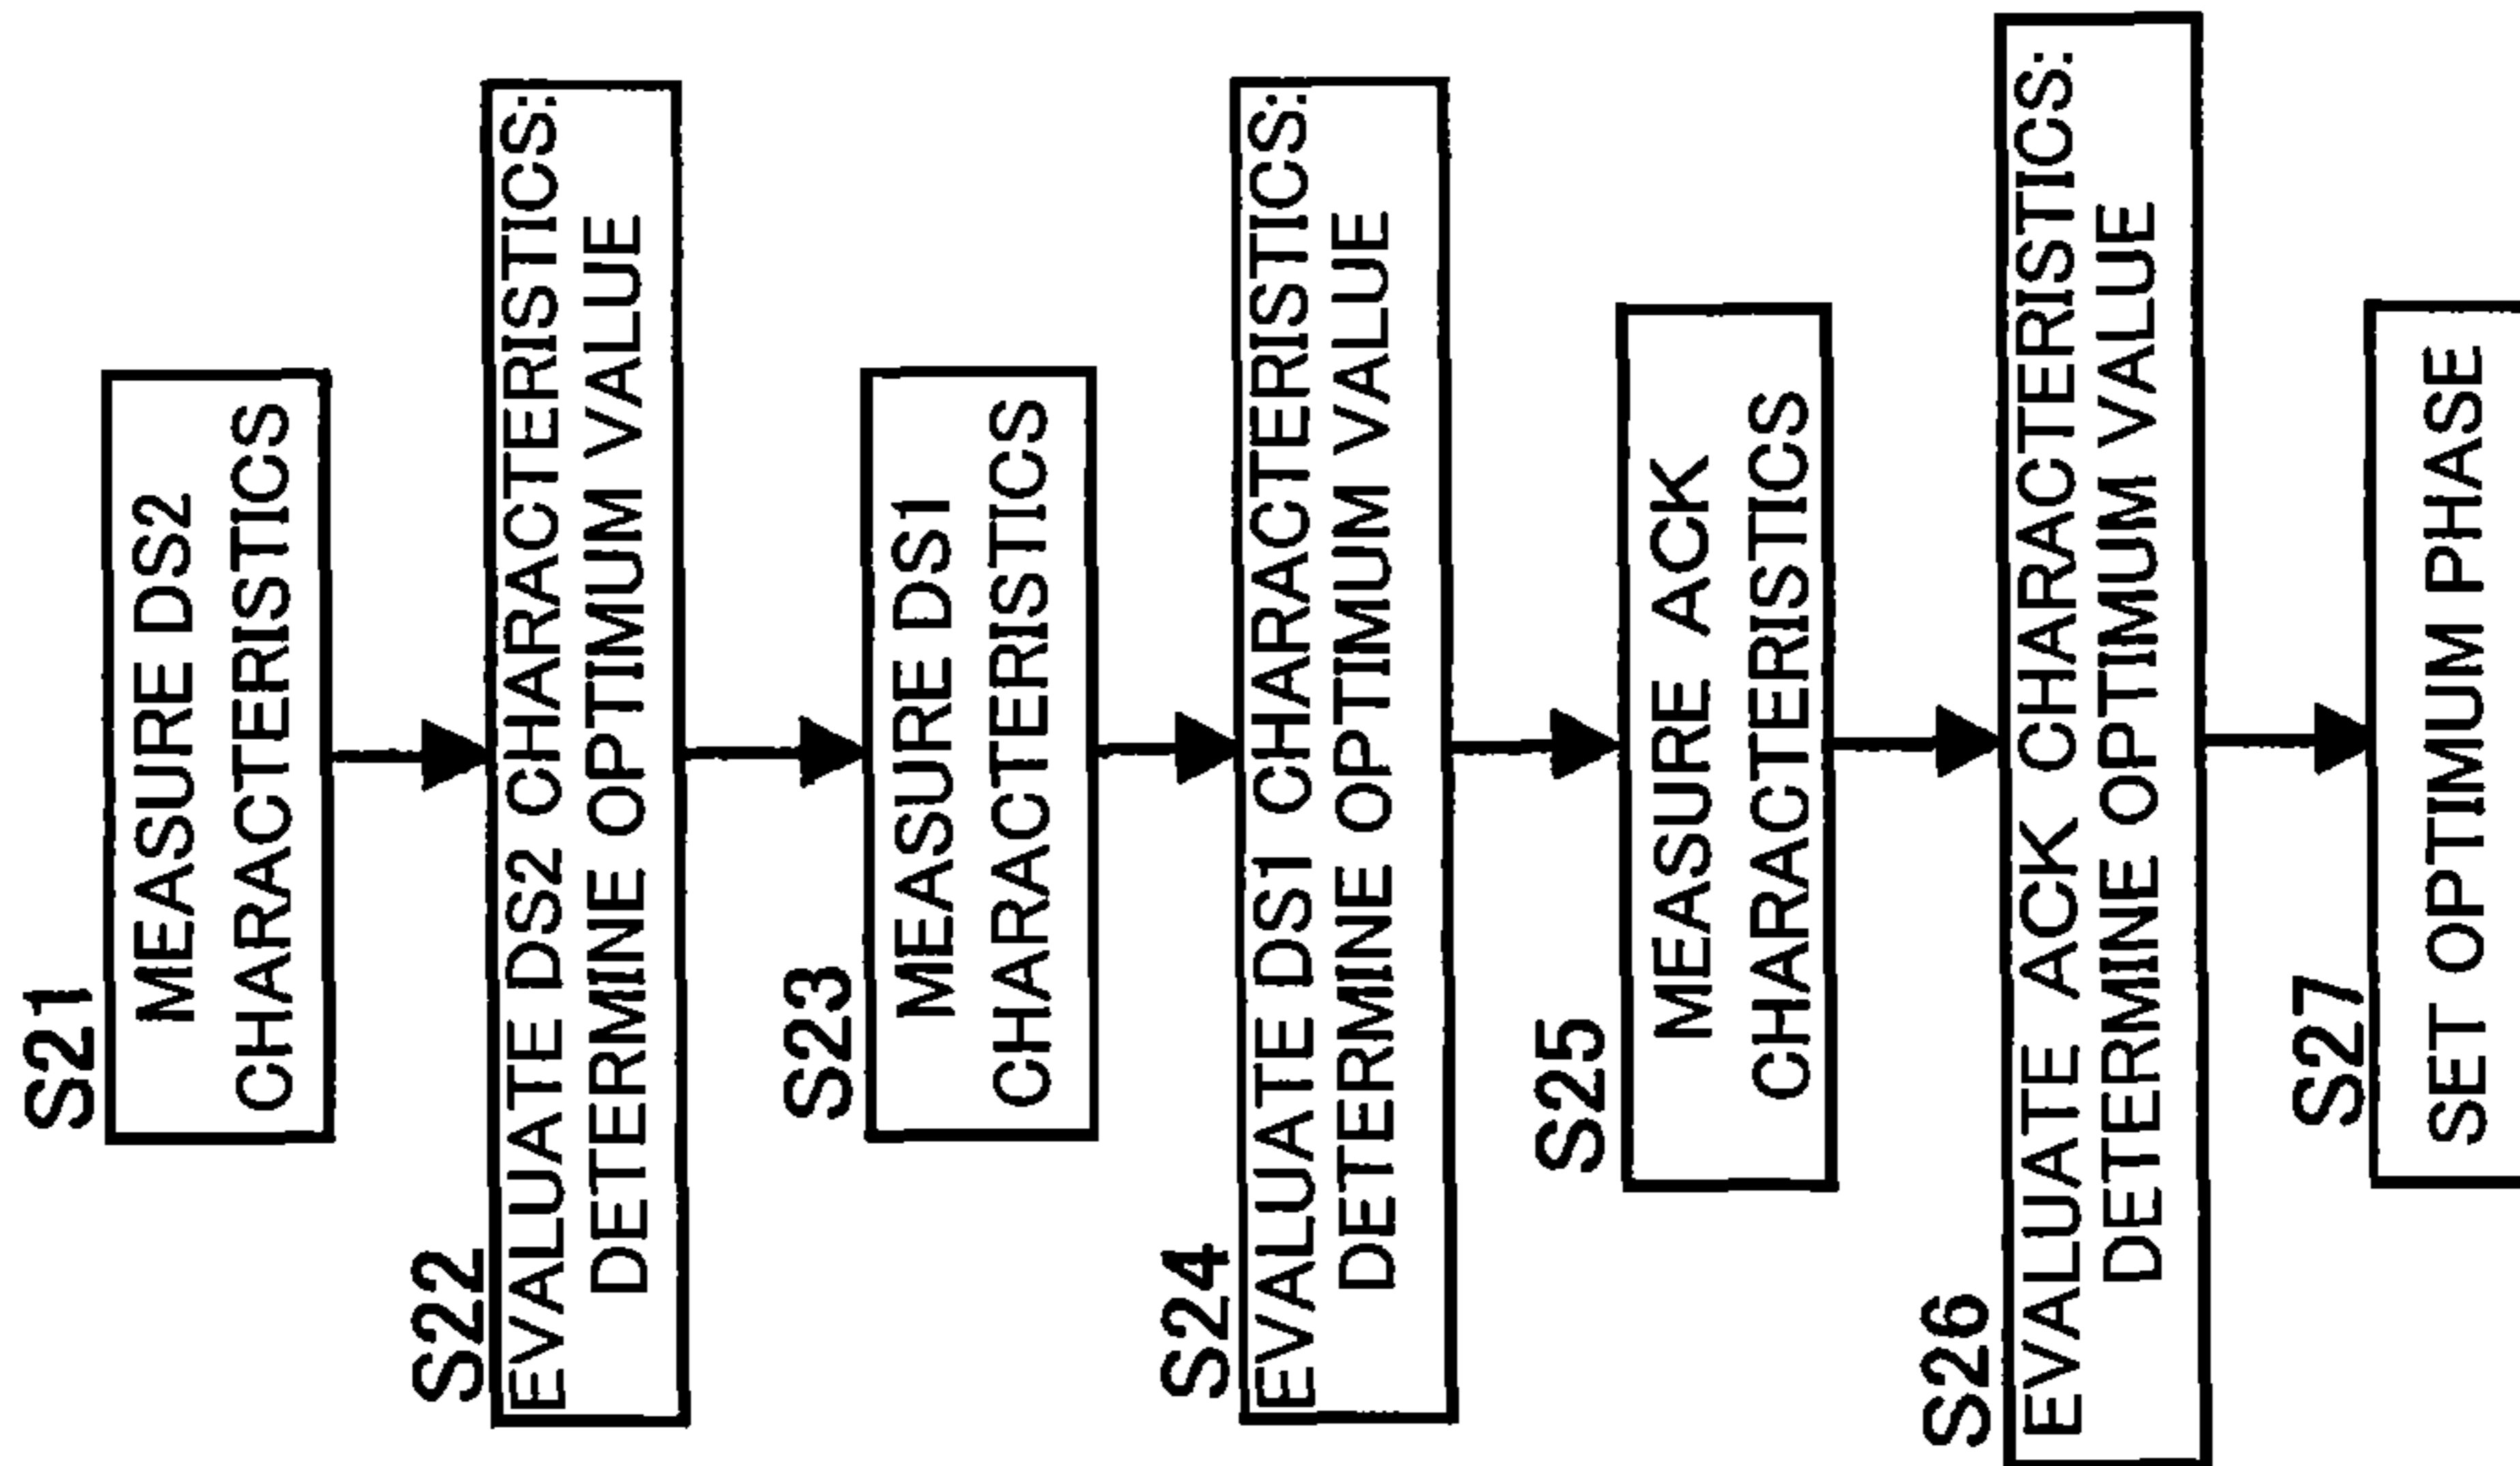 S21
MEASURE DS2
CHARACTERISTICS
S22
EVALUATE DS2 CHARACTERISTICS:
DETERMINE OPTIMUM VALUE
S23
MEASURE DS1
CHARACTERISTICS
S24
EVALUATE DS1 CHARACTERISTICS:
DETERMINE OPTIMUM VALUE
S25
MEASURE ACK
CHARACTERISTICS
S26
EVALUATE ACK CHARACTERISTICS:
DETERMINE OPTIMUM VALUE
S27
SET OPTIMUM PHASE